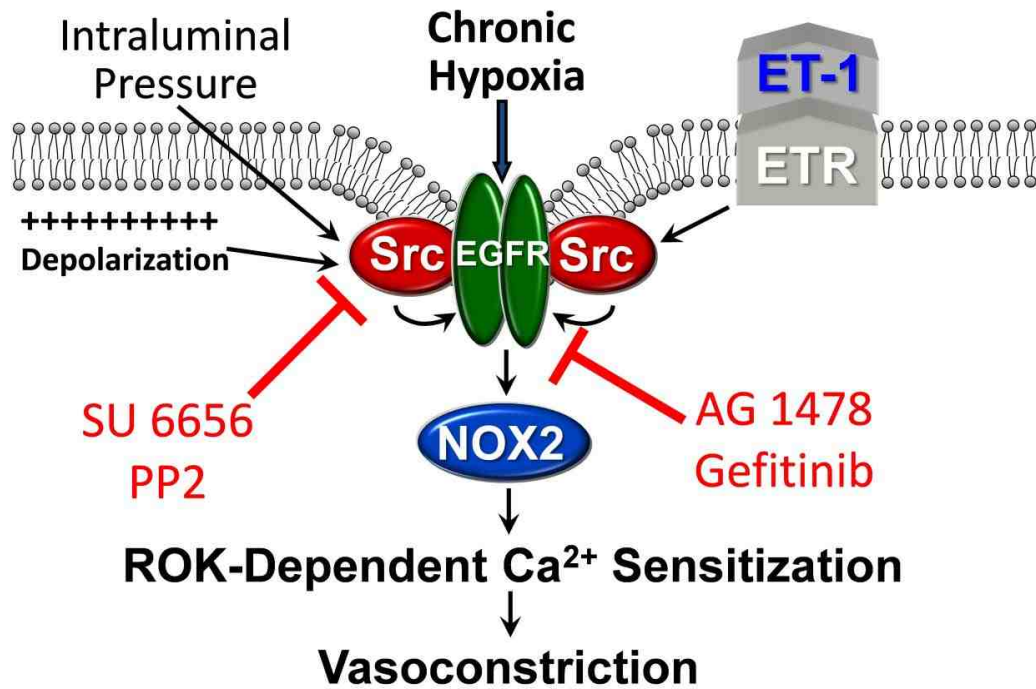 Intraluminal
Pressure
Chronic
Hypoxia
ET-1
ETR
++++++++++
Depolarization
Src
EGFR
Src
SU 6656
PP2
AG 1478
Gefitinib
NOX2
ROK-Dependent Ca²⁺ Sensitization
Vasoconstriction